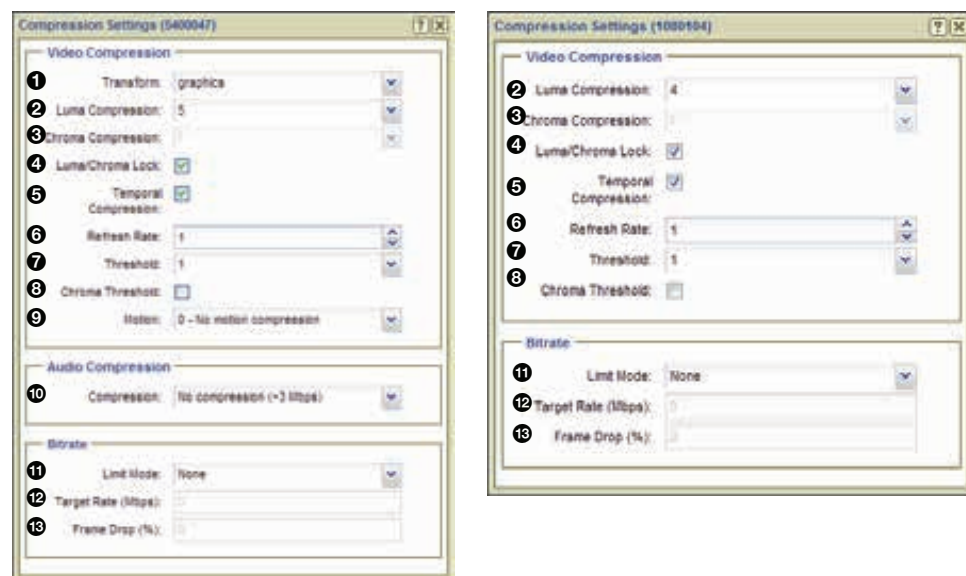 Compression Settings (5400047)
Video Compression
1 Transform: graphics
2 Luma Compression: 5
3 Chroma Compression:
4 Luma/Chroma Lock:
5 Temporal
Compression:
6 Refresh Rate: 1
7 Threshold: 1
8 Chroma Threshold:
9 Motion: 0 - No motion compression
Audio Compression
10 Compression: No compression (~3 Mbps)
Bitrate
11 Limit Mode: None
12 Target Rate (Mbps):
13 Frame Drop (%):
Compression Settings (1080104)
Video Compression
2 Luma Compression: 4
3 Chroma Compression:
4 Luma/Chroma Lock:
5 Temporal
Compression:
6 Refresh Rate: 1
7 Threshold: 1
8 Chroma Threshold:
Bitrate
11 Limit Mode: None
12 Target Rate (Mbps):
13 Frame Drop (%):